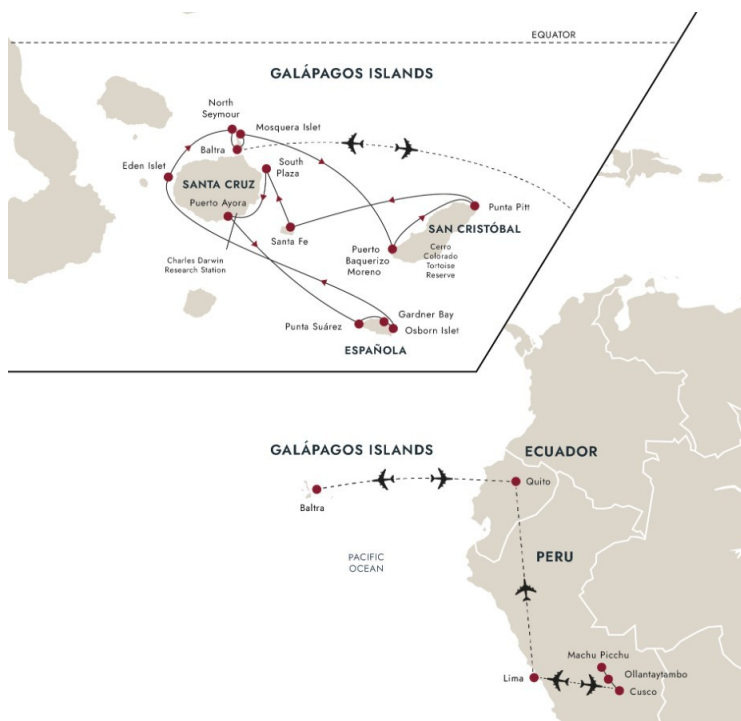 EQUATOR
GALÁPAGOS ISLANDS
North
Seymour
Mosquera Islet
Baltra
South
Plaza
Eden Islet
SANTA CRUZ
Puerto Ayora
Punta Pitt
Santa Fe
SAN CRISTÓBAL
Charles Darwin
Research Station
Puerto
Baquerizo
Moreno
Cerro
Colorado
Tortoise
Reserve
Gardner Bay
Punta Suárez
Osborn Islet
ESPAÑOLA
GALÁPAGOS ISLANDS
ECUADOR
Quito
Baltra
PACIFIC
OCEAN
PERU
Machu Picchu
Lima
Ollantaytambo
Cusco